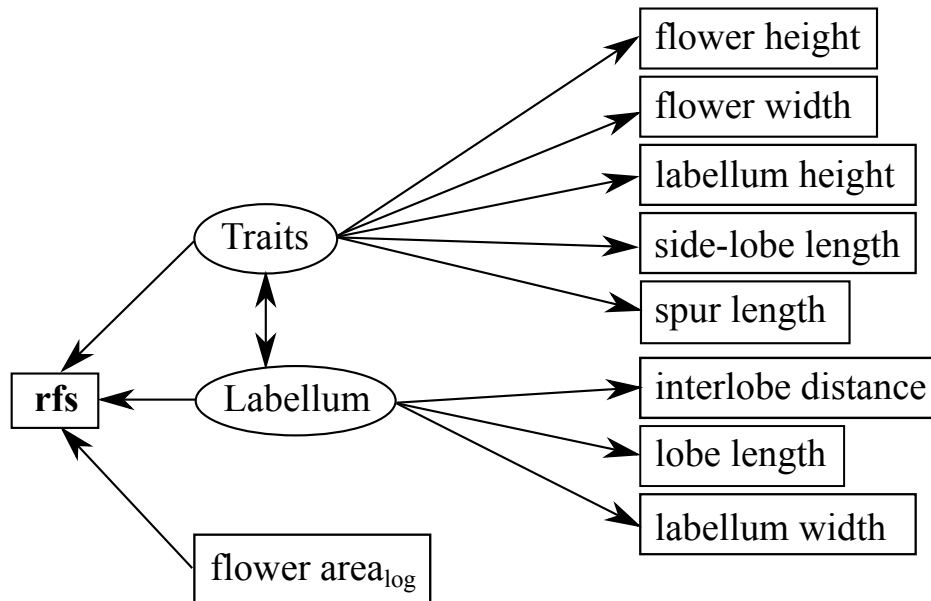 flower height
flower width
labellum height
Traits
side-lobe length
spur length
interlobe distance
rfs
Labellum
lobe length
labellum width
flower area log